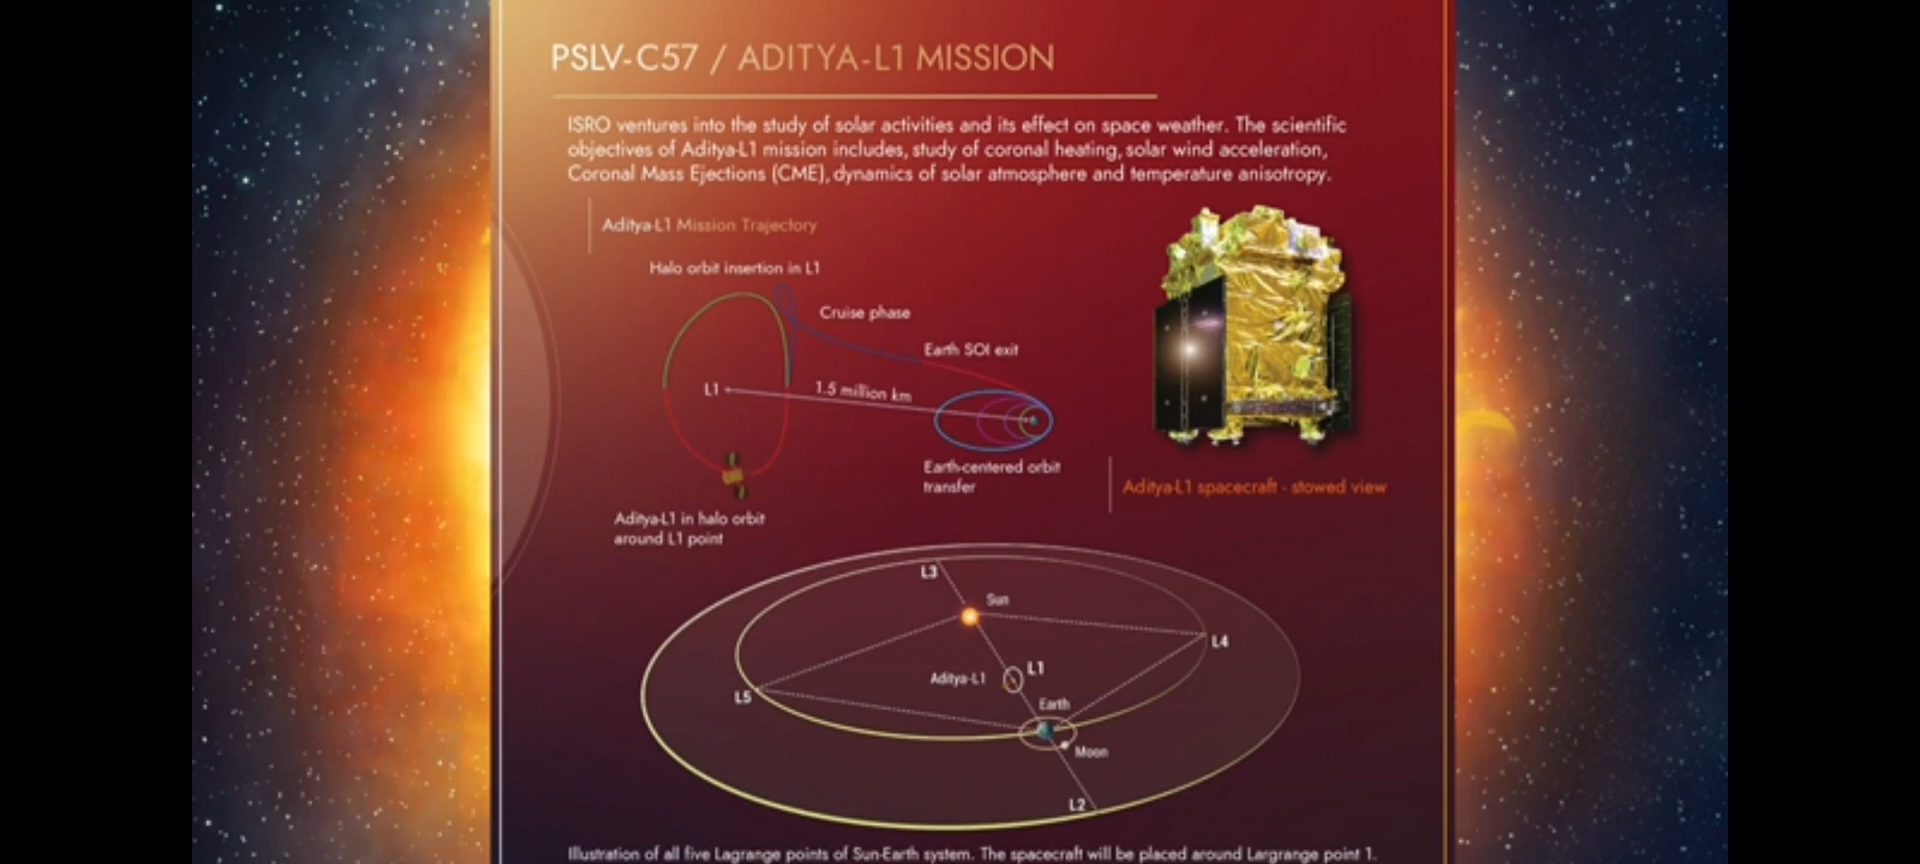 PSLV-C57 / ADITYA-L1 MISSION
ISRO ventures into the study of solar activities and its effect on space weather. The scientific
objectives of Aditya-L1 mission includes, study of coronal heating, solar wind acceleration,
Coronal Mass Ejections (CME), dynamics of solar atmosphere and temperature anisotropy.
Aditya-L1 Mission Trajectory
Halo orbit insertion in L1
Cruise phase
Earth SOI exit
L1
1.5 million km
Earth-centered orbit
transfer
Aditya-L1 spacecraft - stowed view
Aditya-L1 in halo orbit
around L1 point
L3
Sun
L4
L1
Aditya-L1
L5
Earth
Moon
L2
Illustration of all five Lagrange points of Sun-Earth system. The spacecraft will be placed around Largrange point 1.